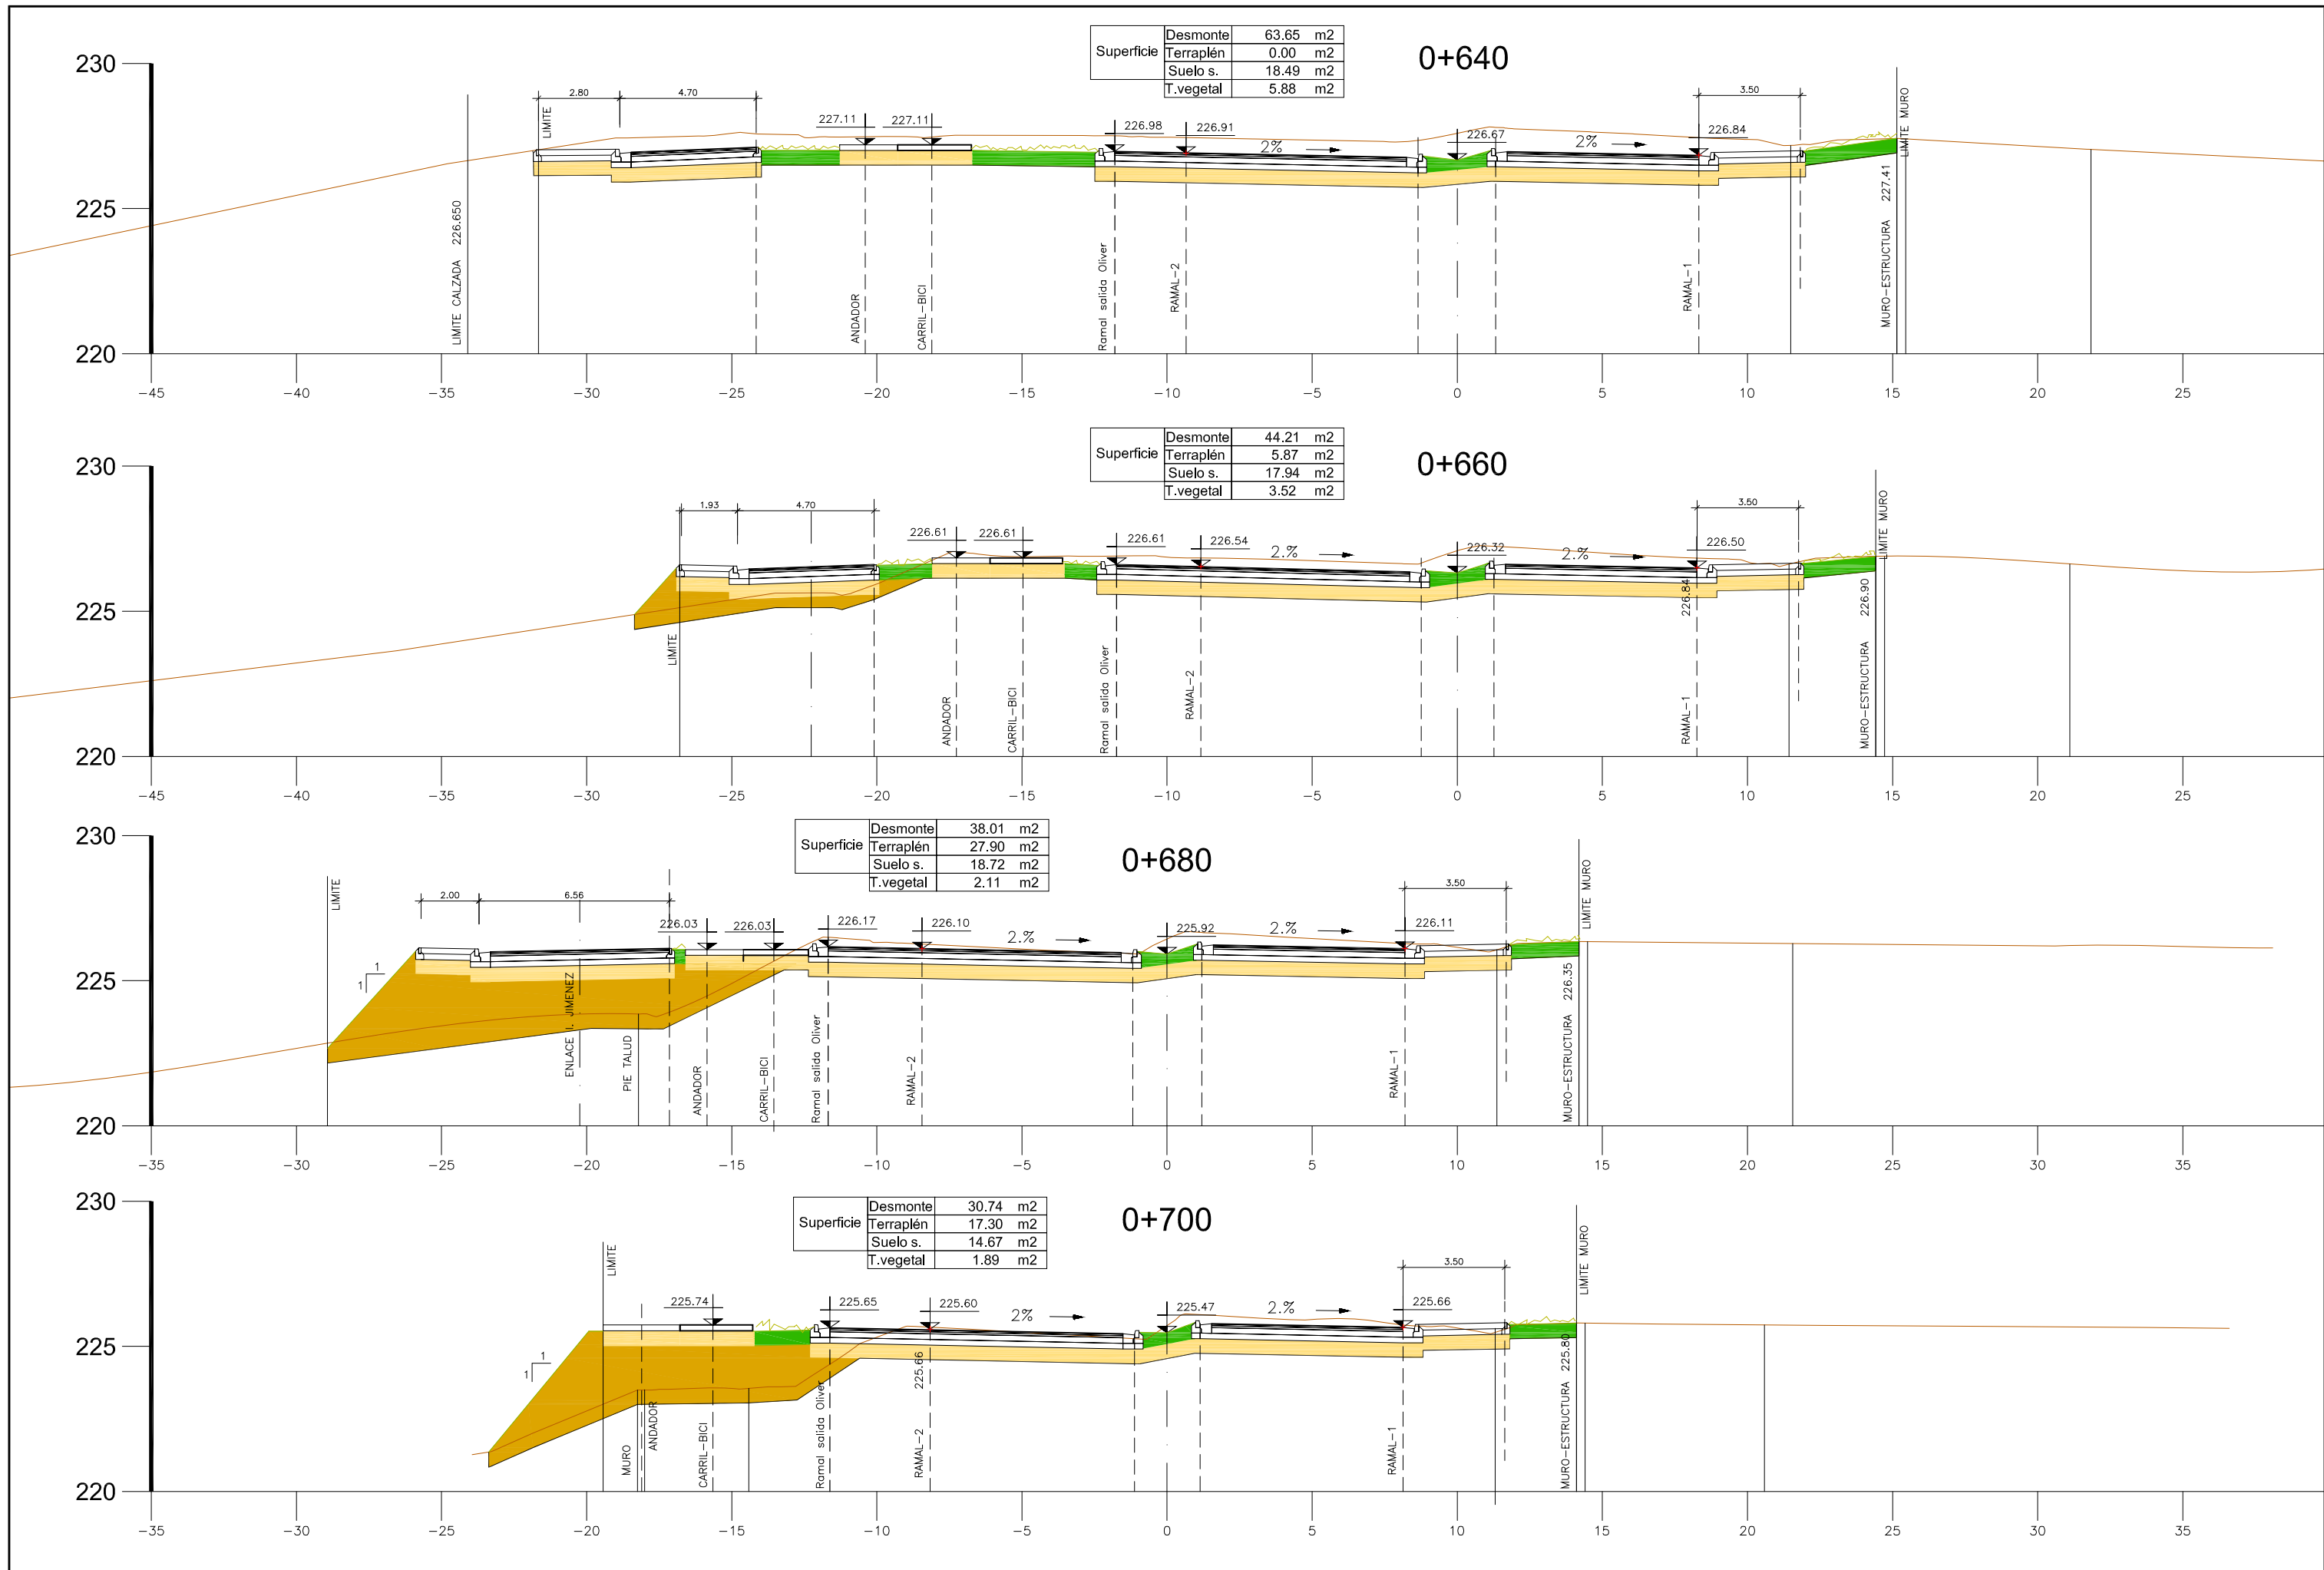 Superficie
Desmonte 63.65 m2
Terraplén 0.00 m2
Suelo s. 18.49 m2
T.vegetal 5.88 m2
0+640
230
225
220
2.80 4.70 3.50
LIMITE
227.11 227.11 226.98 226.91 2% 226.67 2% 226.84
LIMITE MURO
LIMITE CALZADA 226.650
ANDADOR
CARRIL-BICI
Ramal salida Oliver
RAMAL-2
RAMAL-1
MURO-ESTRUCTURA 227.41
-45 -40 -35 -30 -25 -20 -15 -10 -5 0 5 10 15 20 25
Superficie
Desmonte 44.21 m2
Terraplén 5.87 m2
Suelo s. 17.94 m2
T.vegetal 3.52 m2
0+660
230
225
220
1.93 4.70 3.50
226.61 226.61 226.61 226.54 2.% 226.32 2.% 226.50
LIMITE MURO
LIMITE
ANDADOR
CARRIL-BICI
Ramal salida Oliver
RAMAL-2
RAMAL-1 226.84
MURO-ESTRUCTURA 226.90
-45 -40 -35 -30 -25 -20 -15 -10 -5 0 5 10 15 20 25
Superficie
Desmonte 38.01 m2
Terraplén 27.90 m2
Suelo s. 18.72 m2
T.vegetal 2.11 m2
0+680
230
225
220
LIMITE
2.00 6.56 3.50
226.03 226.03 226.17 226.10 2.% 225.92 2.% 226.11
LIMITE MURO
1
1
ENLACE I. JIMENEZ
PIE TALUD
ANDADOR
CARRIL-BICI
Ramal salida Oliver
RAMAL-2
RAMAL-1
MURO-ESTRUCTURA 226.35
-35 -30 -25 -20 -15 -10 -5 0 5 10 15 20 25 30 35
Superficie
Desmonte 30.74 m2
Terraplén 17.30 m2
Suelo s. 14.67 m2
T.vegetal 1.89 m2
0+700
230
225
220
LIMITE
3.50
225.74 225.65 225.60 2% 225.47 2.% 225.66
LIMITE MURO
1
1
MURO
ANDADOR
CARRIL-BICI
Ramal salida Oliver
RAMAL-2 225.66
RAMAL-1
MURO-ESTRUCTURA 225.80
-35 -30 -25 -20 -15 -10 -5 0 5 10 15 20 25 30 35